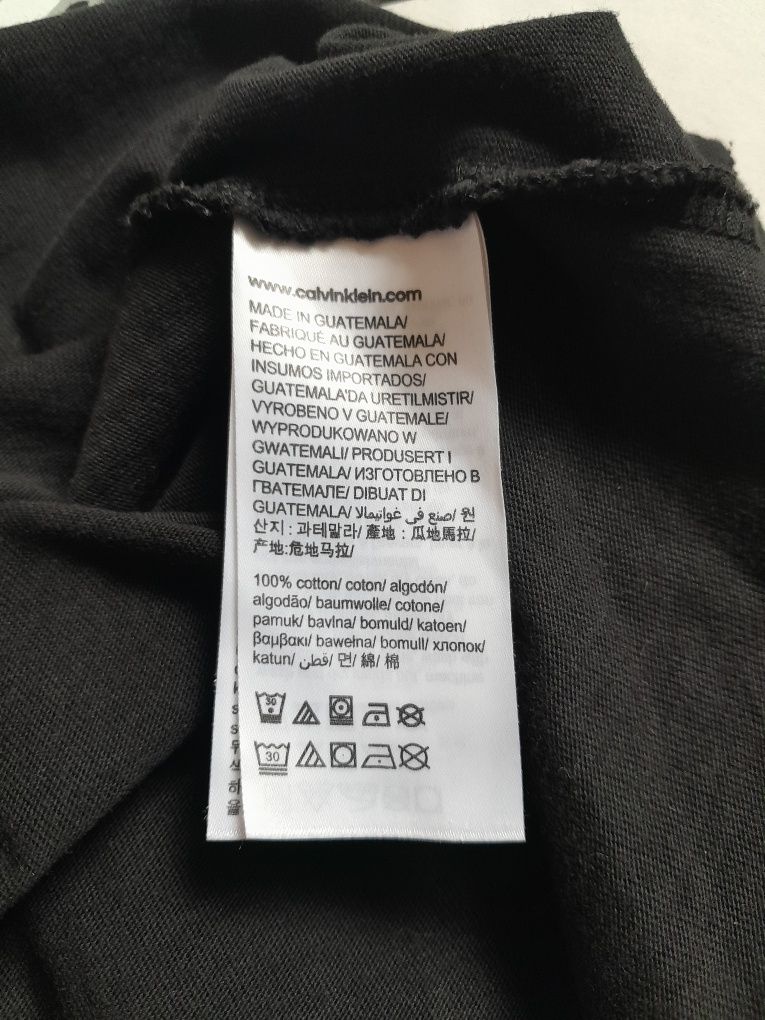 www.calvinklein.com
MADE IN GUATEMALA/
FABRIQUÉ AU GUATEMALA/
HECHO EN GUATEMALA CON
INSUMOS IMPORTADOS/
GUATEMALA'DA URETILMISTIR/
VYROBENO V GUATEMALE/
WYPRODUKOWANO W
GWATEMALI/ PRODUSERT I
GUATEMALA/ ИЗГОТОВЛЕНО В
ГВАТЕМАЛЕ/ DIBUAT DI
GUATEMALA/ صنع في غواتيمالا/ 원
산지 : 과테말라/ 產地 : 瓜地馬拉/
产地:危地马拉/
100% cotton/ coton/ algodón/
algodão/ baumwolle/ cotone/
pamuk/ bavlna/ bomuld/ katoen/
βαμβακι/ bawełna/ bomull/ хлопок/
katun/ قطن/ 면/ 綿/ 棉
30
30